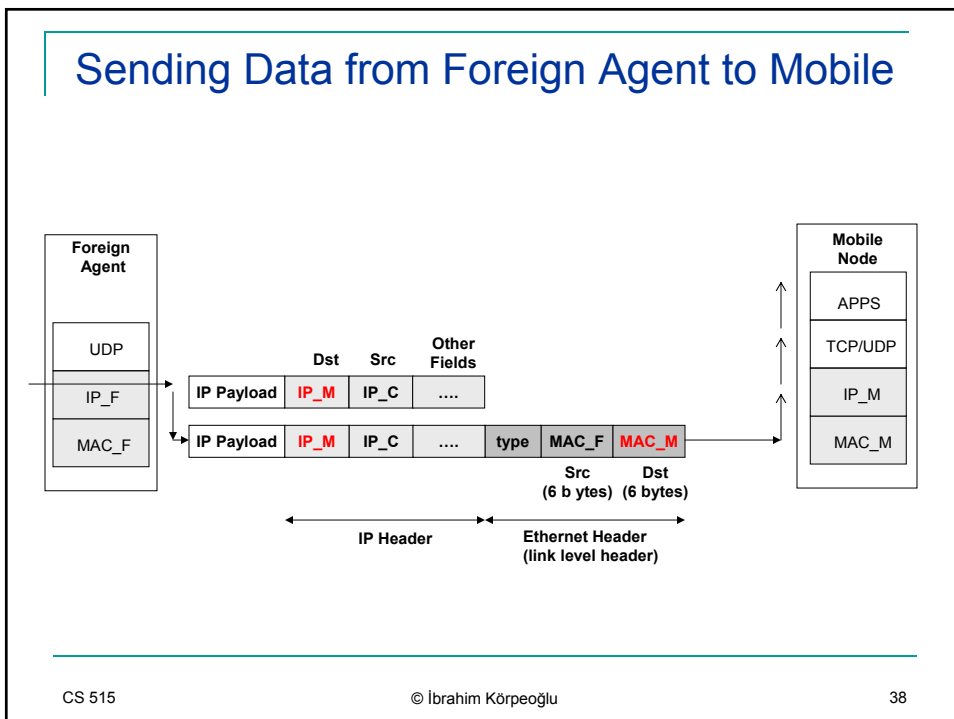 Sending Data from Foreign Agent to Mobile
Foreign
Agent
UDP
IP_F
MAC_F
Dst Src Other
Fields
IP Payload IP_M IP_C ....
IP Payload IP_M IP_C .... type MAC_F MAC_M
Src Dst
(6 b ytes) (6 bytes)
IP Header
Ethernet Header
(link level header)
Mobile
Node
APPS
TCP/UDP
IP_M
MAC_M
CS 515 © İbrahim Körpeoğlu 38